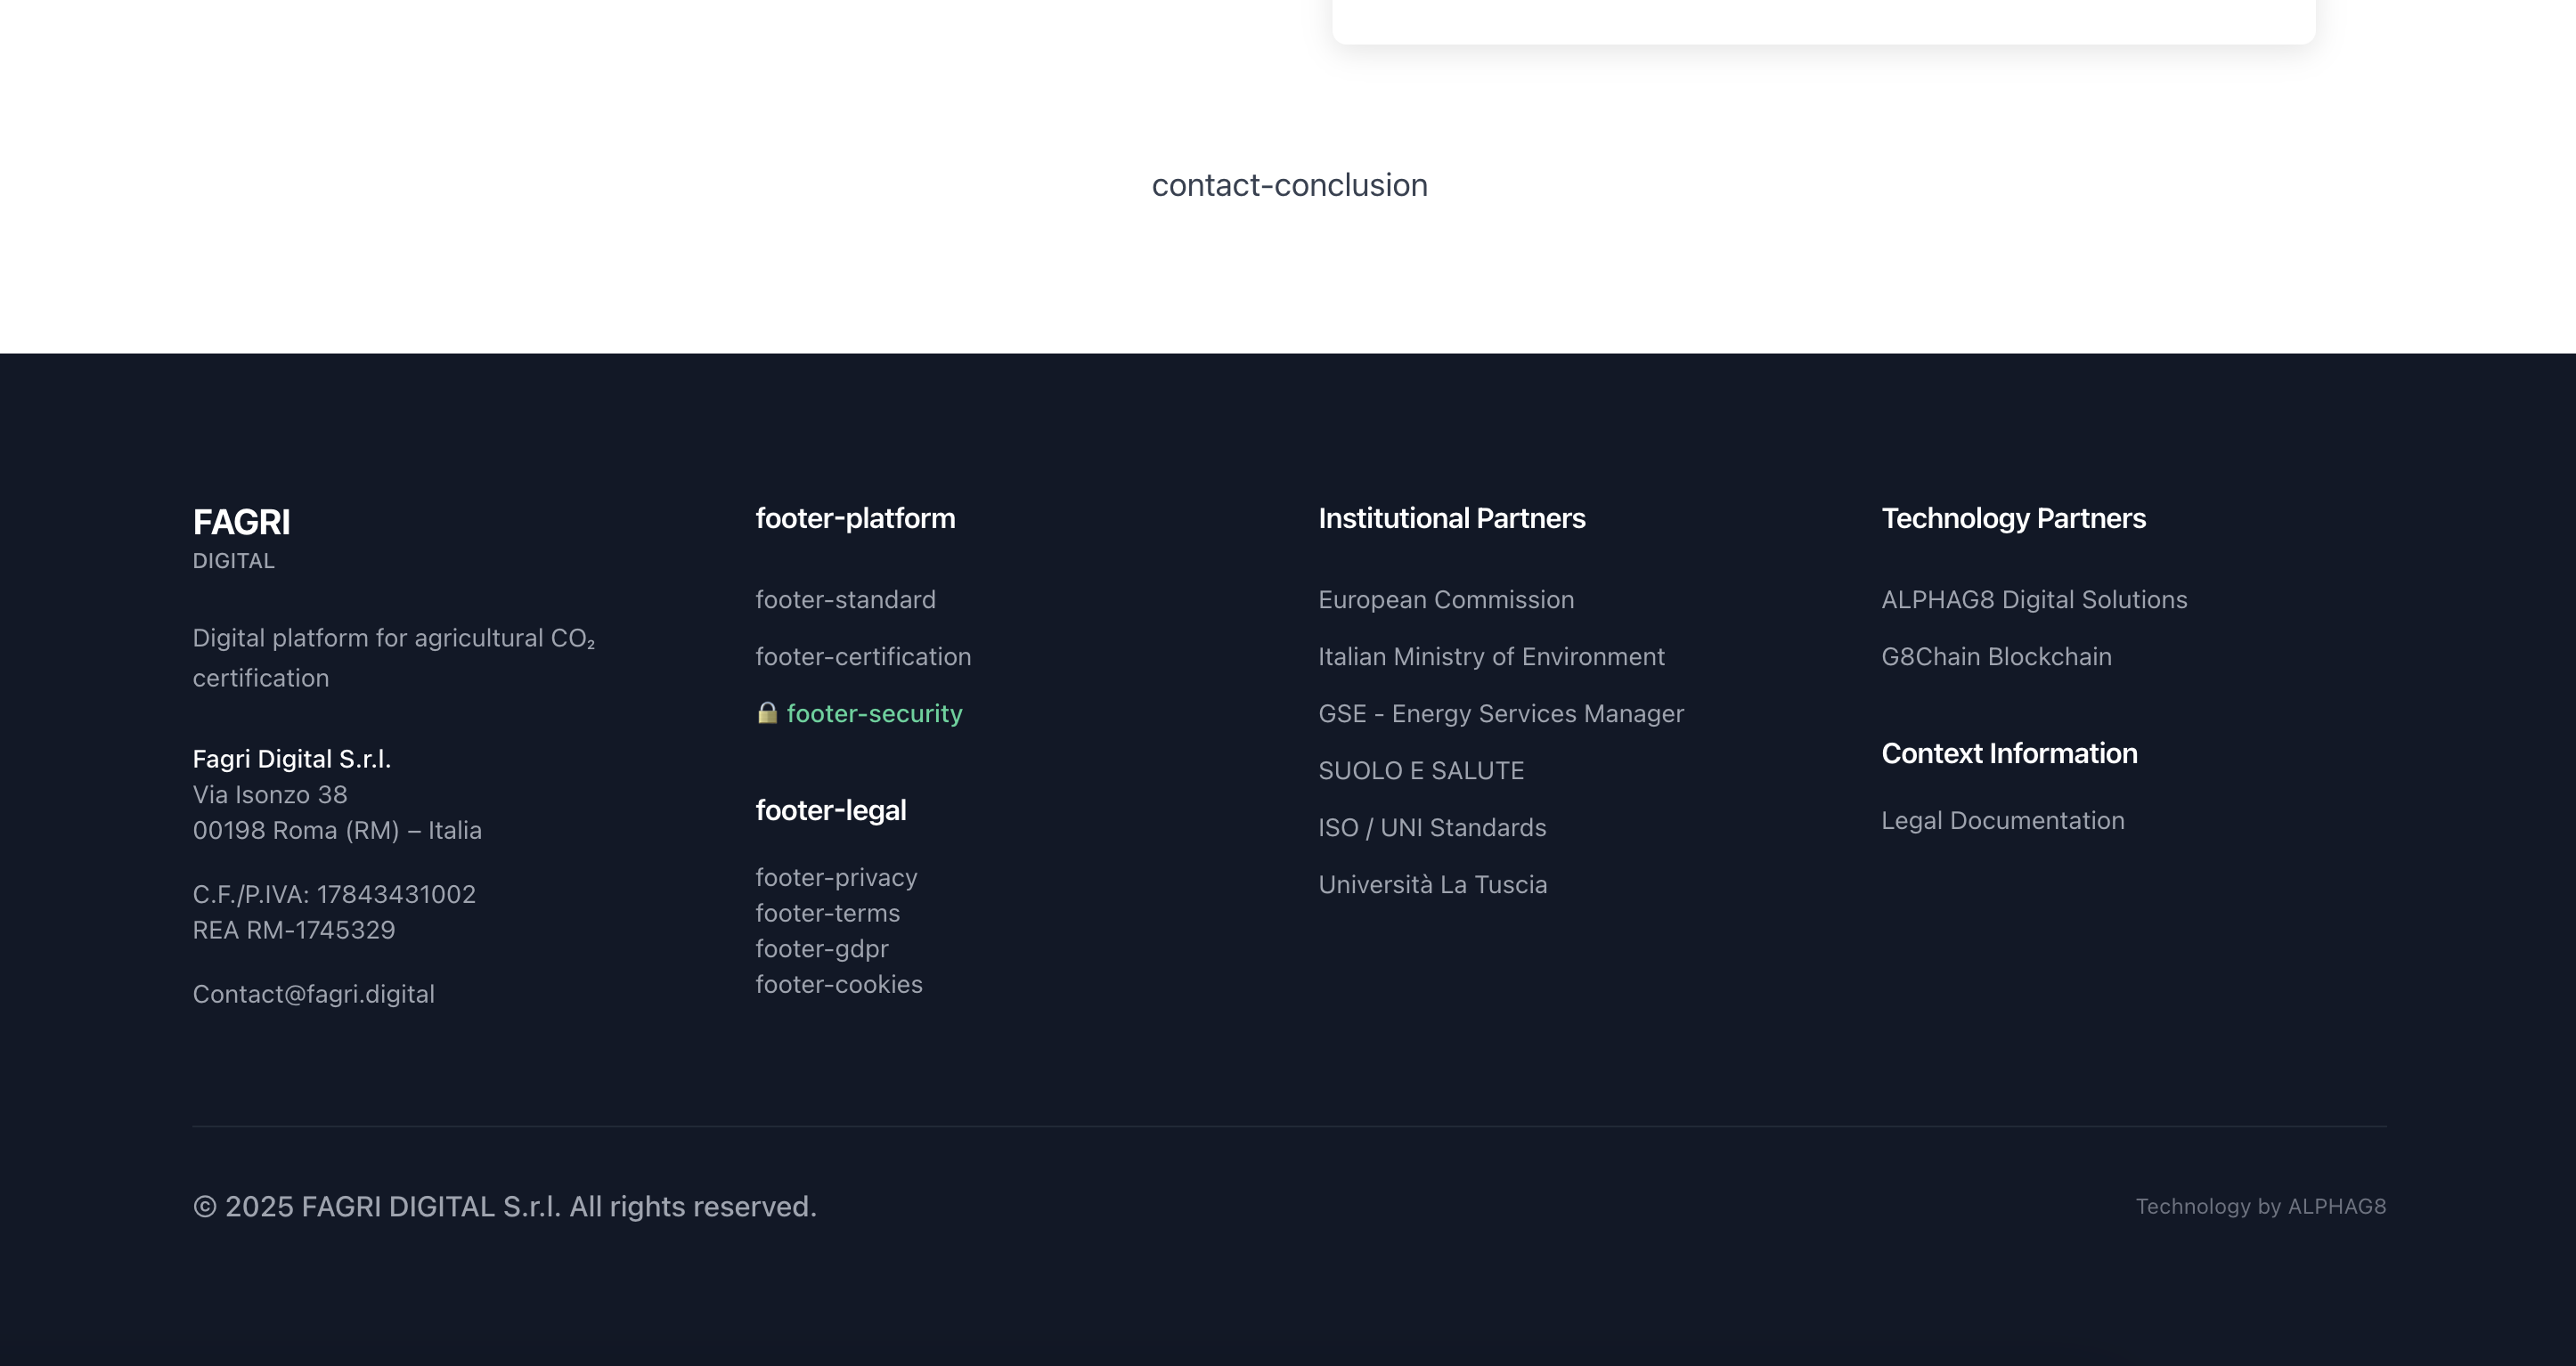 contact-conclusion
FAGRI
DIGITAL
Digital platform for agricultural CO₂
certification
Fagri Digital S.r.l.
Via Isonzo 38
00198 Roma (RM) – Italia
C.F./P.IVA: 17843431002
REA RM-1745329
Contact@fagri.digital
footer-platform
footer-standard
footer-certification
🔒 footer-security
footer-legal
footer-privacy
footer-terms
footer-gdpr
footer-cookies
Institutional Partners
European Commission
Italian Ministry of Environment
GSE - Energy Services Manager
SUOLO E SALUTE
ISO / UNI Standards
Università La Tuscia
Technology Partners
ALPHAG8 Digital Solutions
G8Chain Blockchain
Context Information
Legal Documentation
© 2025 FAGRI DIGITAL S.r.l. All rights reserved.
Technology by ALPHAG8